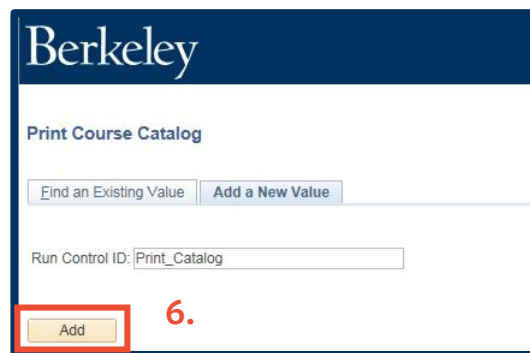 Berkeley
Print Course Catalog
Find an Existing Value Add a New Value
Run Control ID: Print_Catalog
Add 6.